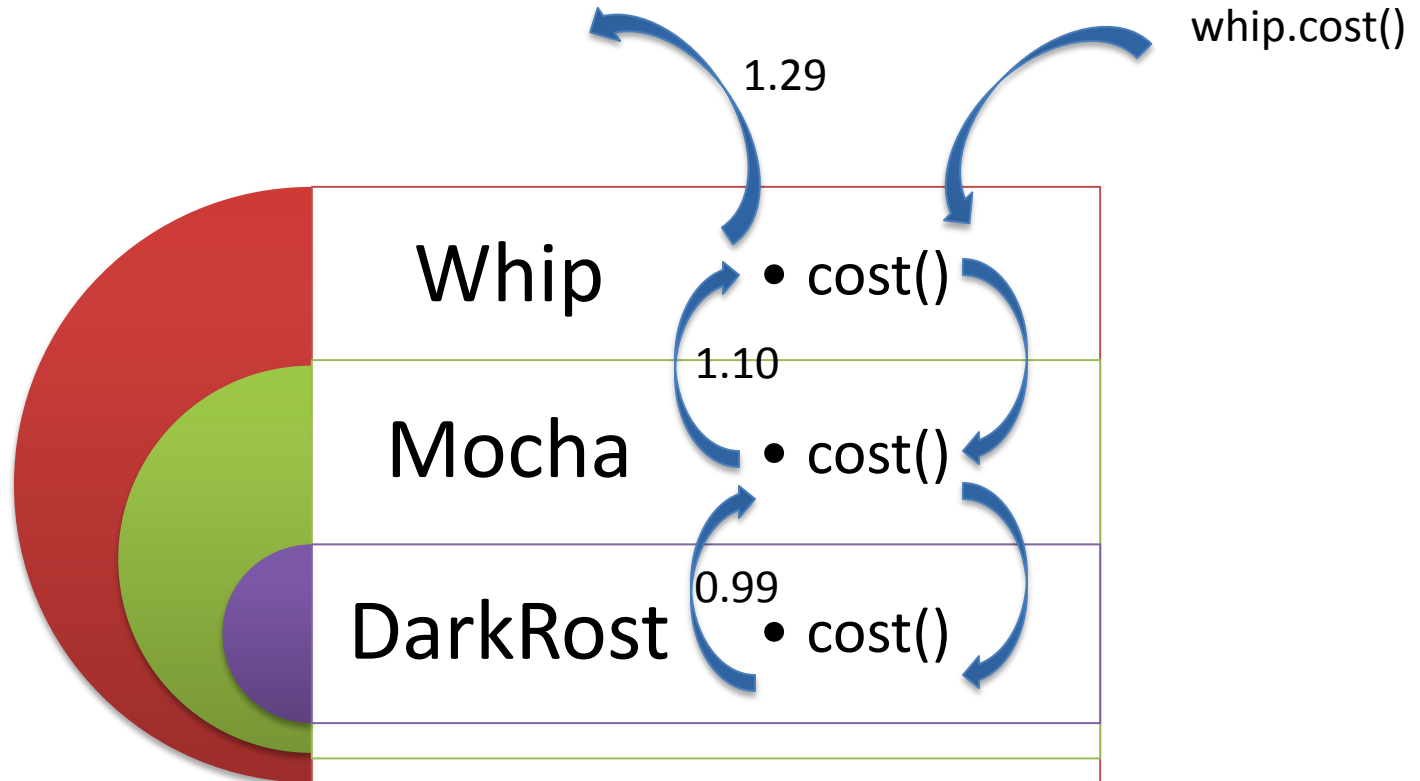 whip.cost()
1.29
Whip
• cost()
1.10
Mocha
• cost()
0.99
DarkRost
• cost()